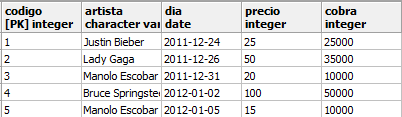 codigo artista dia precio cobra
[PK] integer character var date integer integer
1 Justin Bieber 2011-12-24 25 25000
2 Lady Gaga 2011-12-26 50 35000
3 Manolo Escobar 2011-12-31 20 10000
4 Bruce Springstee 2012-01-02 100 50000
5 Manolo Escobar 2012-01-05 15 10000